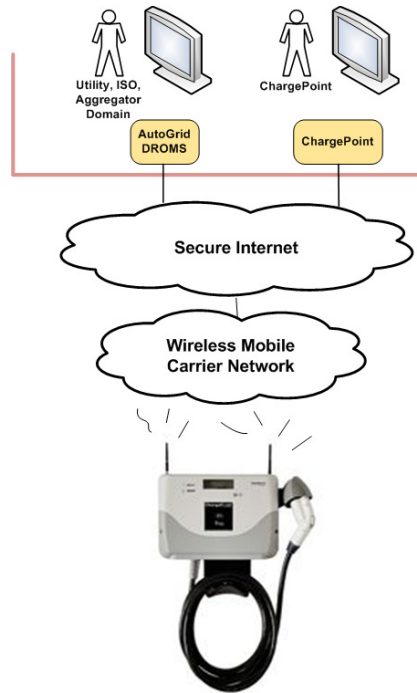 Utility, ISO,
Aggregator
Domain
ChargePoint
AutoGrid
DROMS
ChargePoint
Secure Internet
Wireless Mobile
Carrier Network